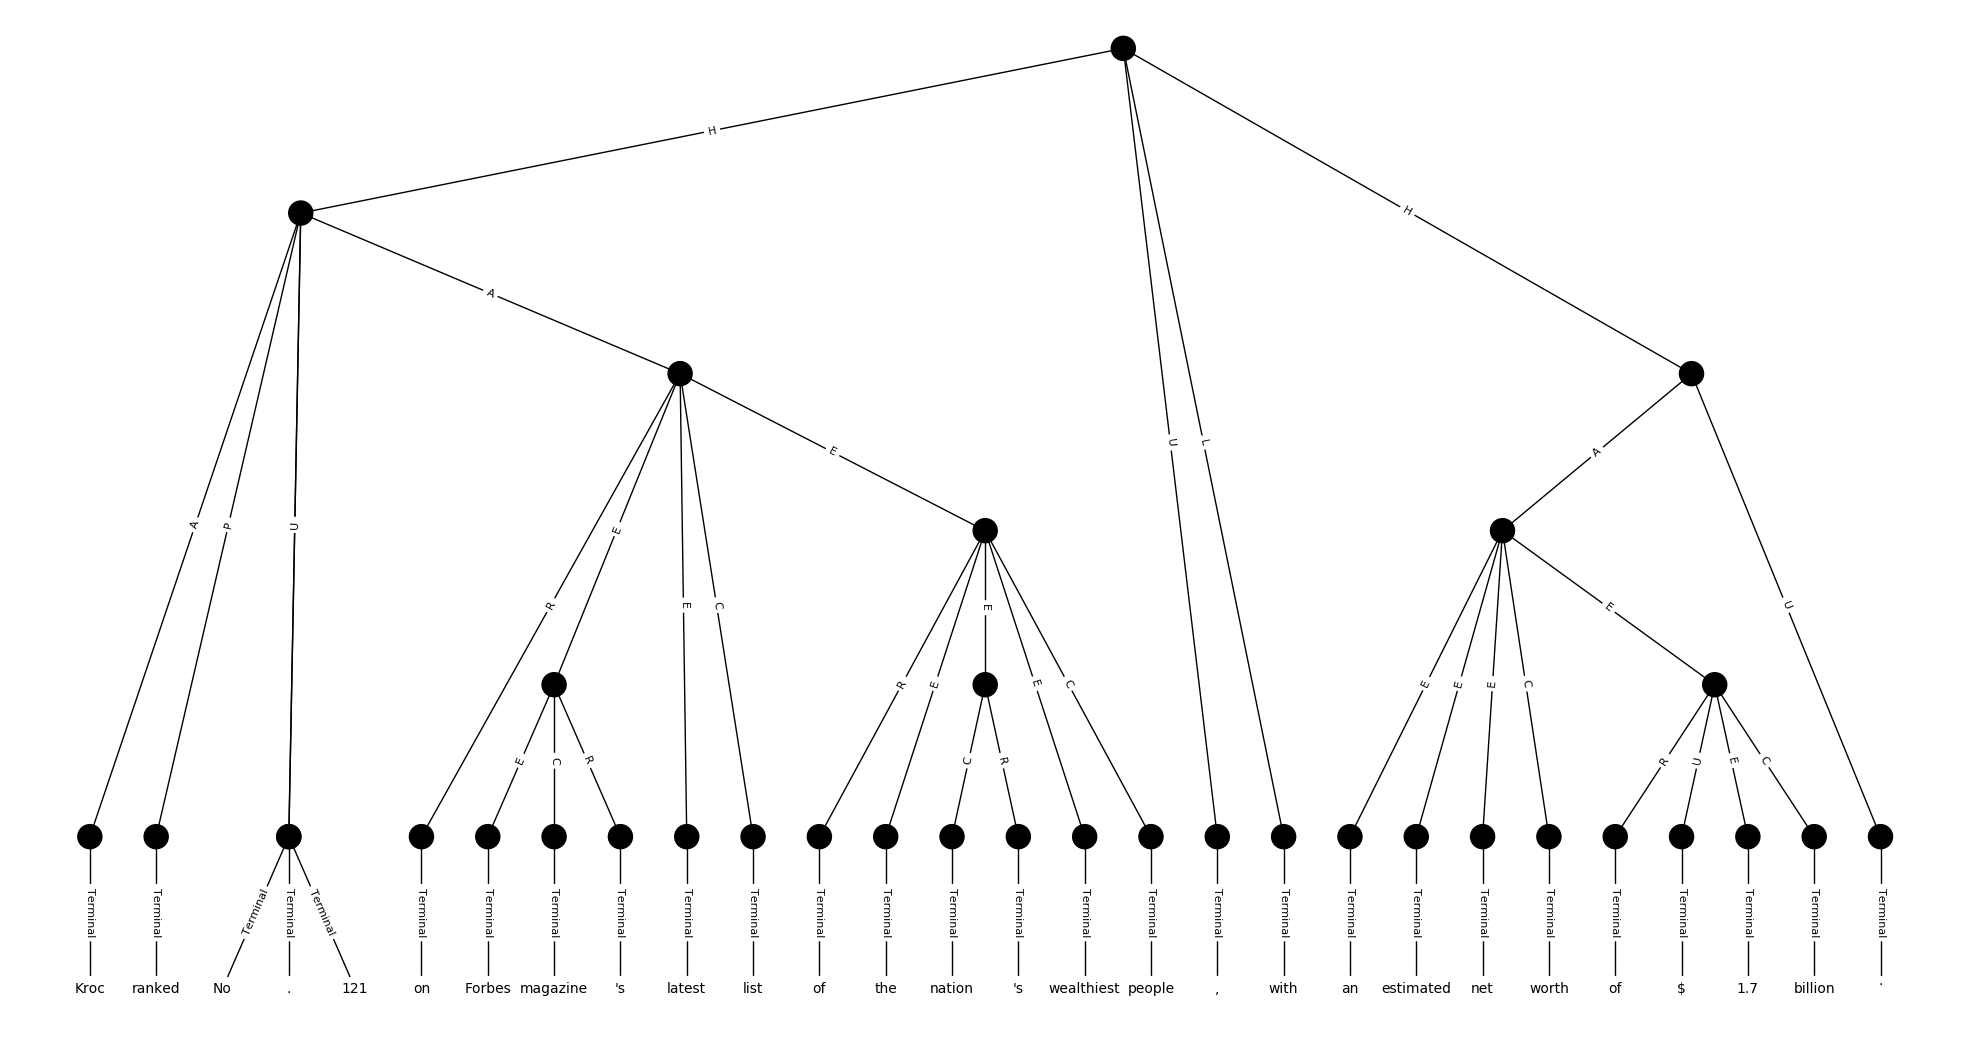 H
H
A
A
P
U
R
E
E
C
E
U
L
A
U
R
E
E
E
C
E
E
E
C
E
E
C
R
C
R
R
U
E
C
Terminal Terminal Terminal Terminal Terminal Terminal Terminal Terminal Terminal Terminal Terminal Terminal Terminal Terminal Terminal Terminal Terminal Terminal Terminal Terminal Terminal Terminal Terminal Terminal Terminal Terminal Terminal Terminal
Kroc ranked No . 121 on Forbes magazine 's latest list of the nation 's wealthiest people , with an estimated net worth of $ 1.7 billion .